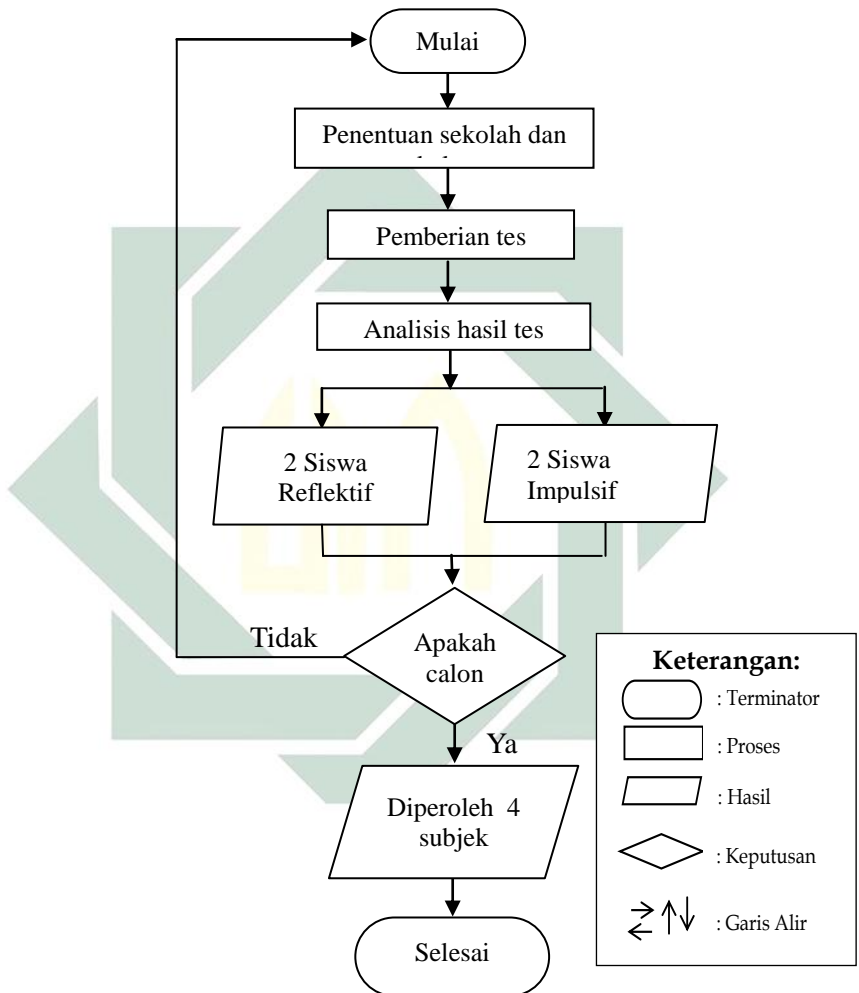 Mulai
Penentuan sekolah dan
Pemberian tes
Analisis hasil tes
2 Siswa
Reflektif
2 Siswa
Impulsif
Tidak
Apakah
calon
Ya
Diperoleh 4
subjek
Selesai
Keterangan:
: Terminator
: Proses
: Hasil
: Keputusan
: Garis Alir